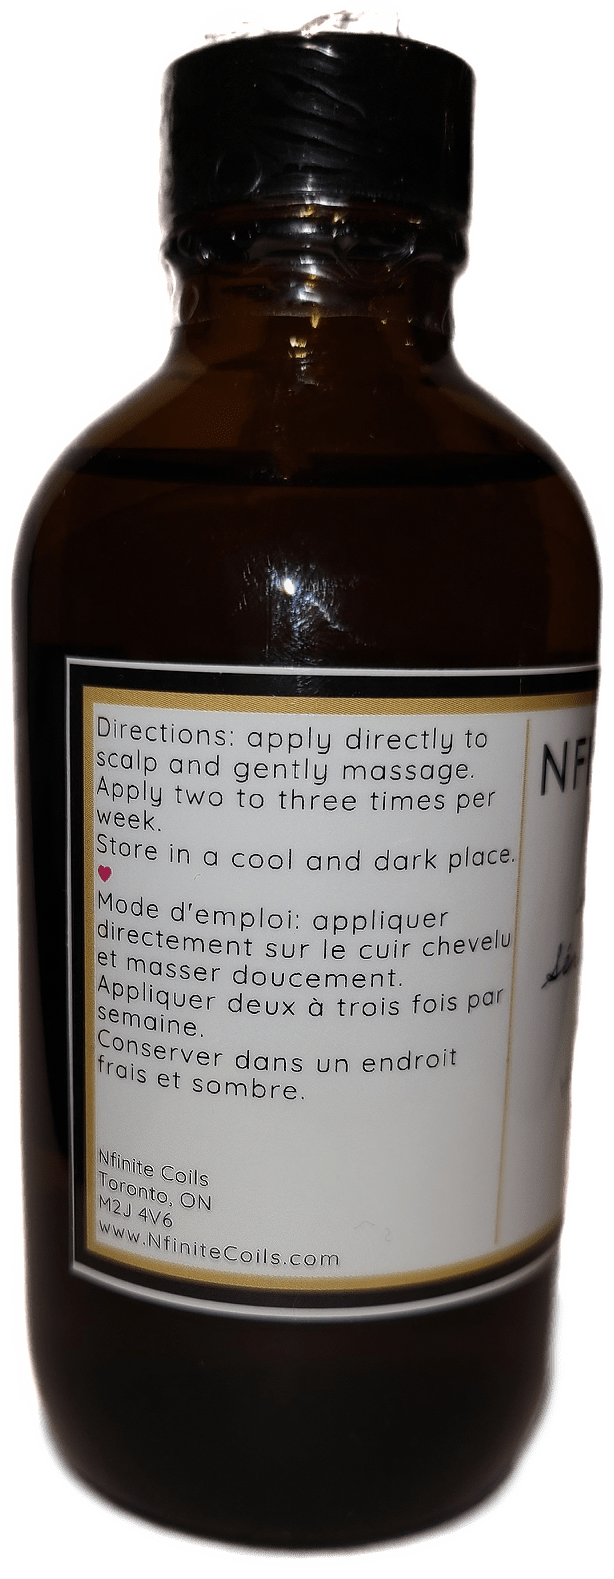 Directions: apply directly to
scalp and gently massage.
Apply two to three times per
week.
Store in a cool and dark place.
Mode d'emploi: appliquer
directement sur le cuir chevelu
et masser doucement.
Appliquer deux à trois fois par
semaine.
Conserver dans un endroit
frais et sombre.
Nfinite Coils
Toronto, ON
M2J 4V6
www.NfiniteCoils.com